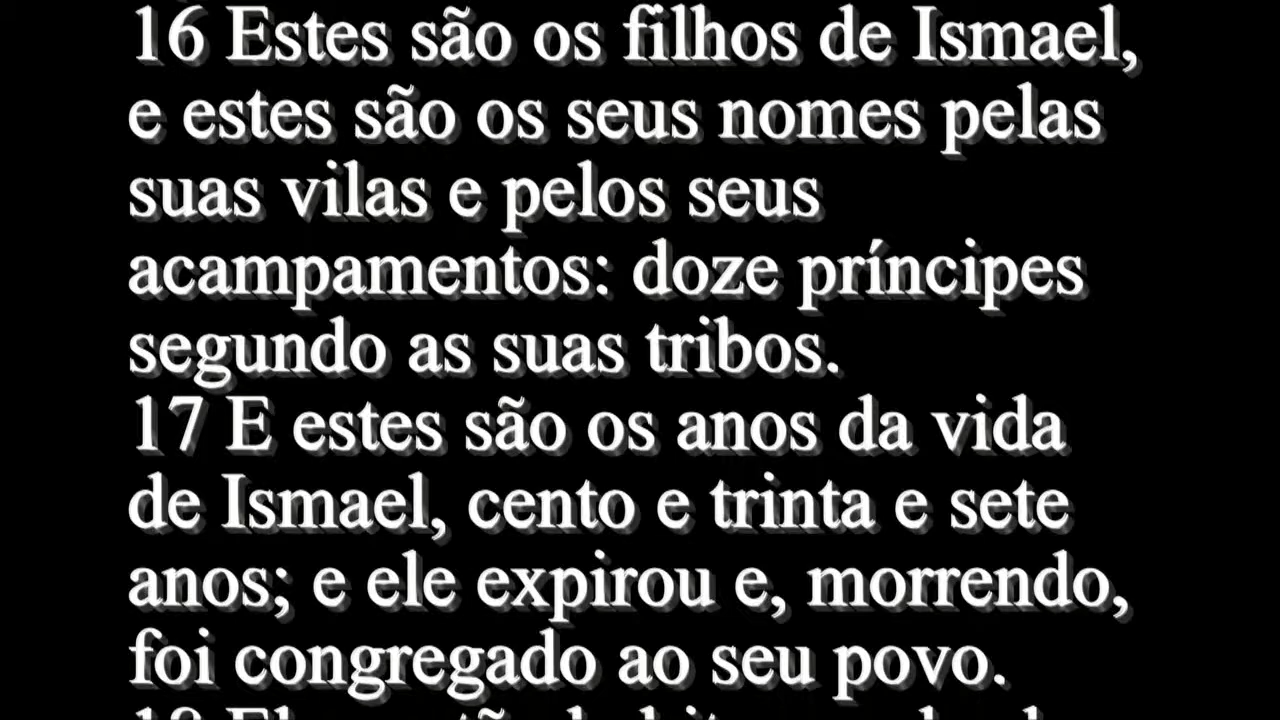 16 Estes são os filhos de Ismael,
e estes são os seus nomes pelas
suas vilas e pelos seus
acampamentos: doze príncipes
segundo as suas tribos.
17 E estes são os anos da vida
de Ismael, cento e trinta e sete
anos; e ele expirou e, morrendo,
foi congregado ao seu povo.
18